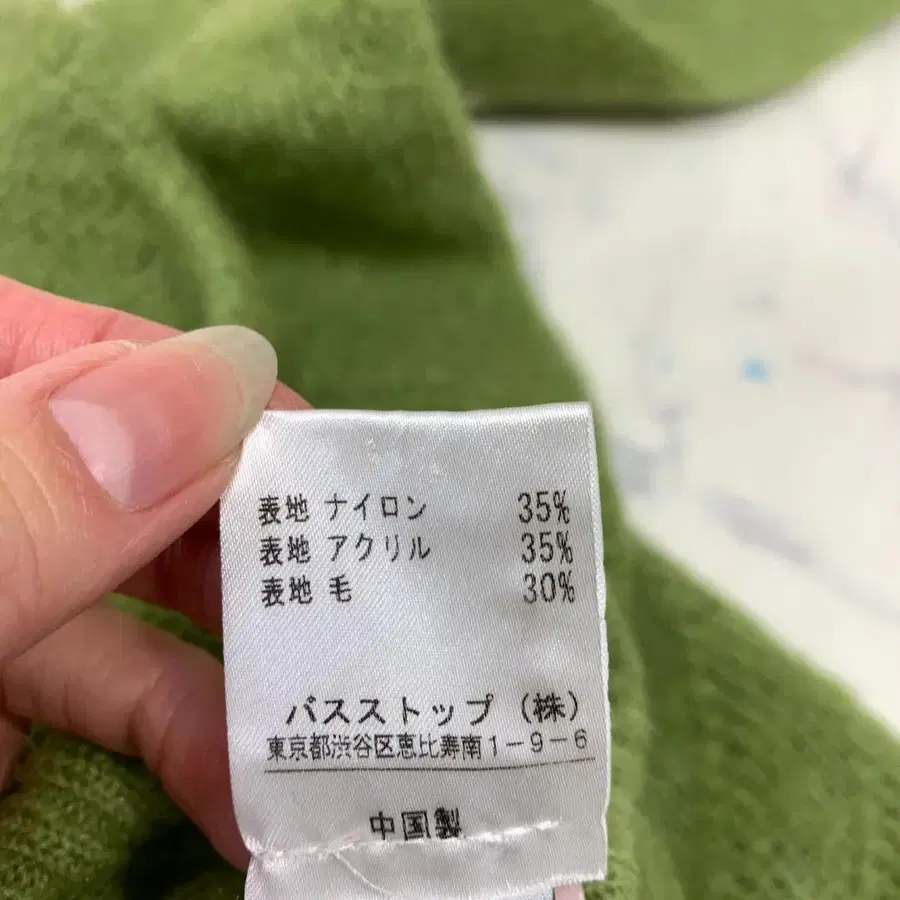 表地 ナイロン 35%
表地 アクリル 35%
表地 毛 30%
バスストップ (株)
東京都渋谷区恵比寿南1-9-6
中国製